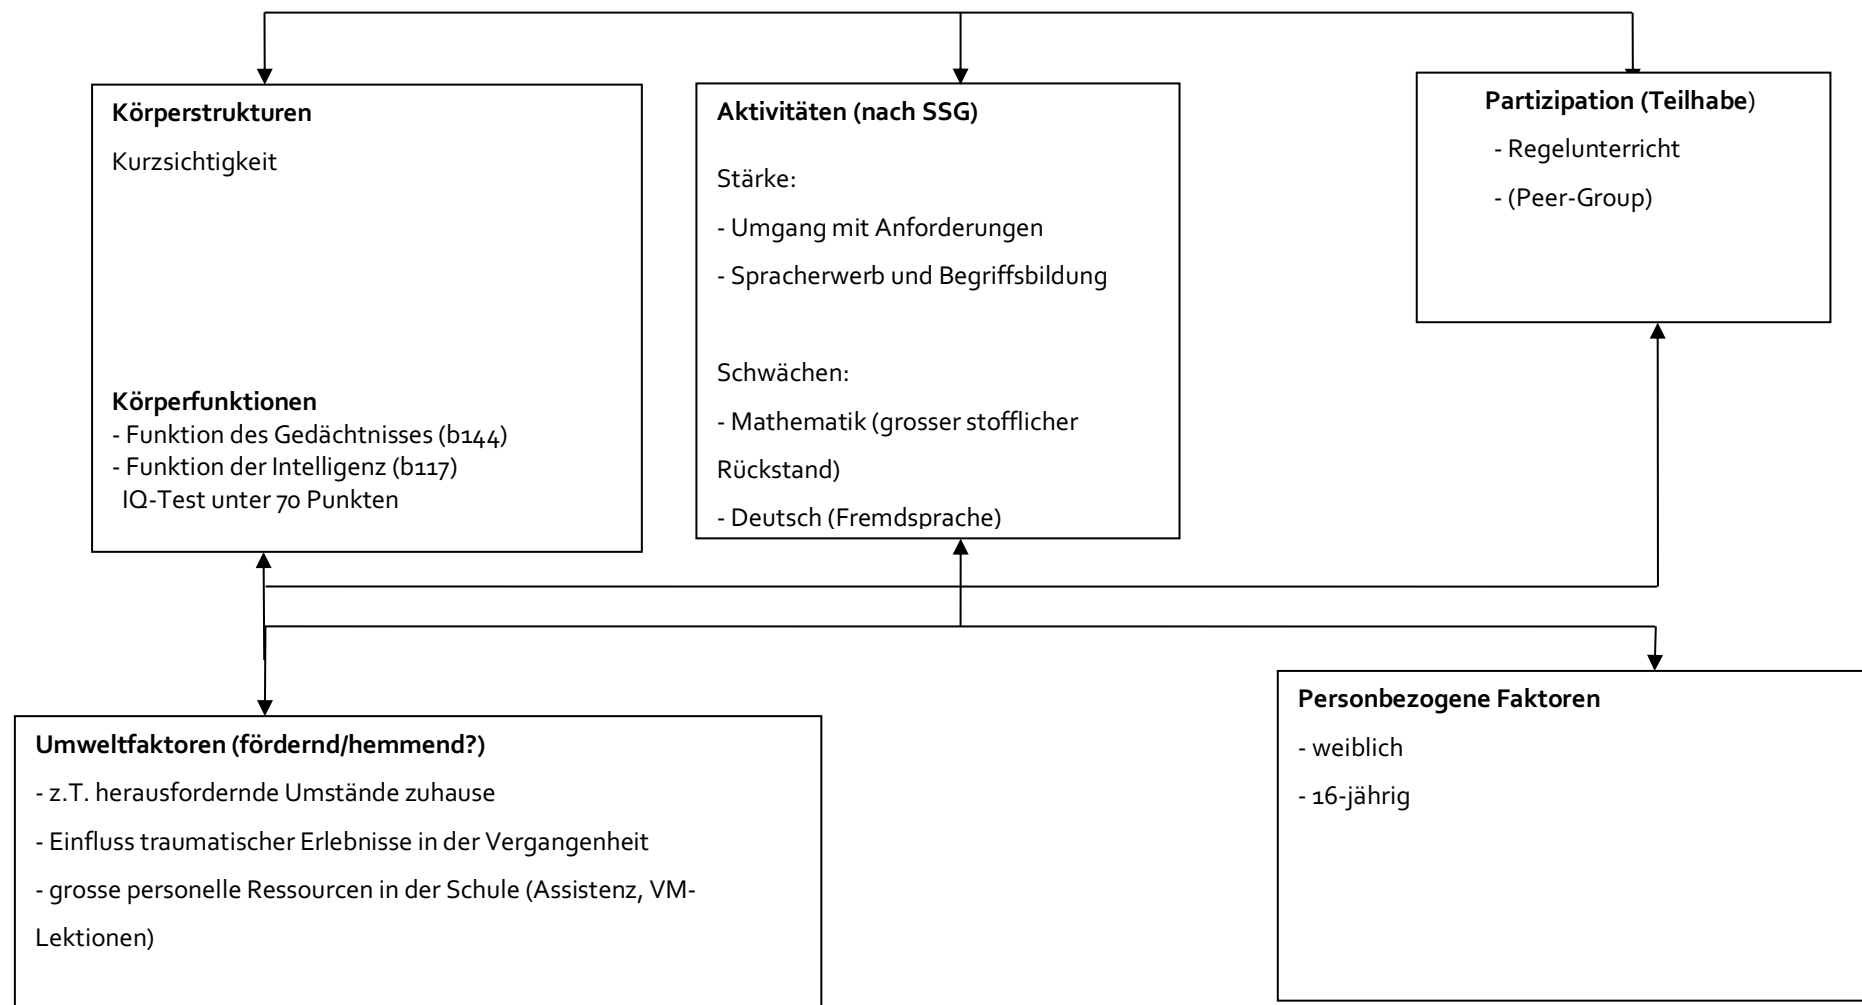 Körperstrukturen
Kurzsichtigkeit
Körperfunktionen
- Funktion des Gedächtnisses (b144)
- Funktion der Intelligenz (b117)
IQ-Test unter 70 Punkten
Aktivitäten (nach SSG)
Stärke:
- Umgang mit Anforderungen
- Spracherwerb und Begriffsbildung
Schwächen:
- Mathematik (grosser stofflicher
Rückstand)
- Deutsch (Fremdsprache)
Partizipation (Teilhabe)
- Regelunterricht
- (Peer-Group)
Umweltfaktoren (fördernd/hemmend?)
- z.T. herausfordernde Umstände zuhause
- Einfluss traumatischer Erlebnisse in der Vergangenheit
- grosse personelle Ressourcen in der Schule (Assistenz, VM-
Lektionen)
Personbezogene Faktoren
- weiblich
- 16-jährig